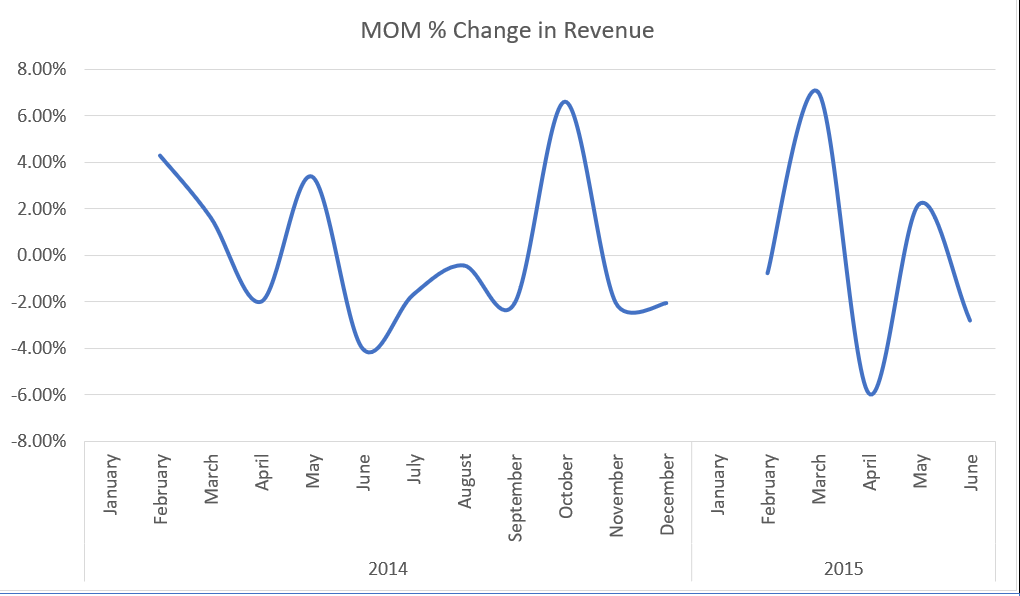 MOM % Change in Revenue
8.00%
6.00%
4.00%
2.00%
0.00%
-2.00%
-4.00%
-6.00%
-8.00%
January
February
March
April
May
June
July
August
September
October
November
December
January
February
March
April
May
June
2014
2015